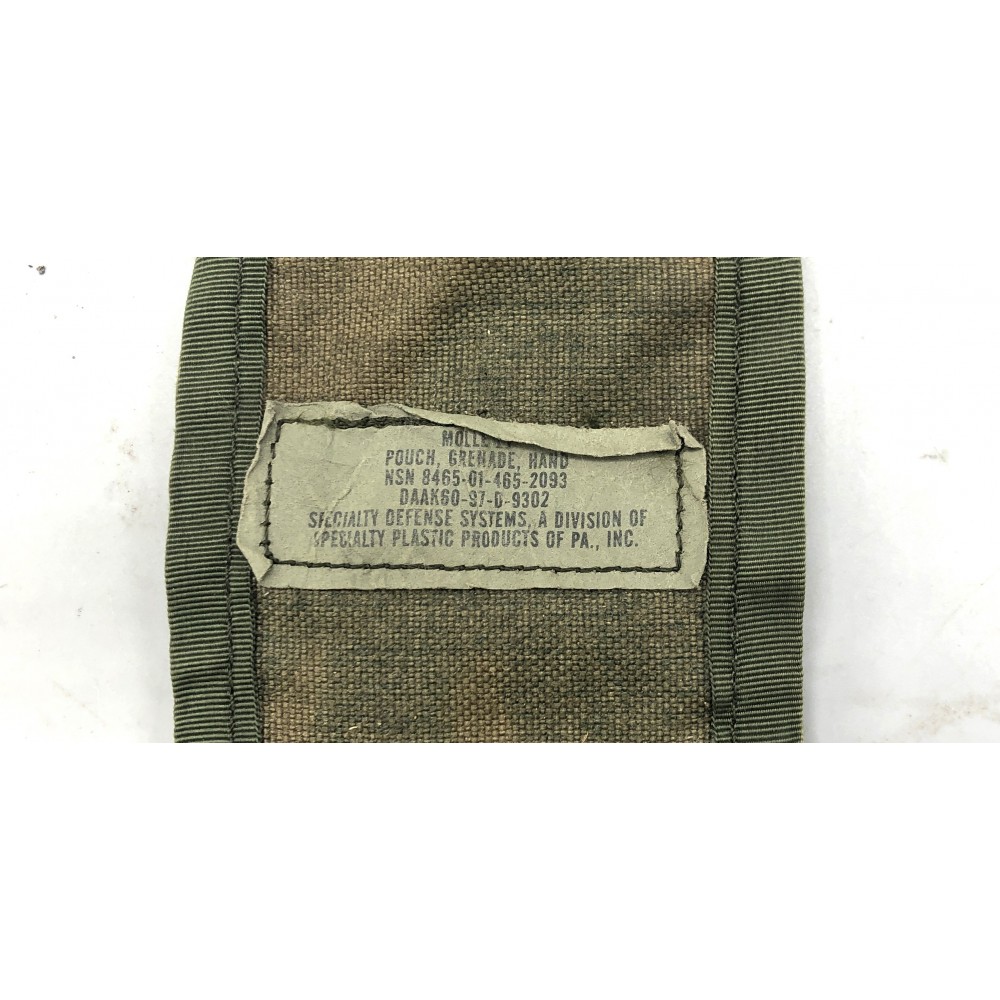 MOLLE
POUCH, GRENADE, HAND
NSN 8465-01-465-2093
DAAK60-97-D-9302
SPECIALTY DEFENSE SYSTEMS, A DIVISION OF
SPECIALTY PLASTIC PRODUCTS OF PA., INC.